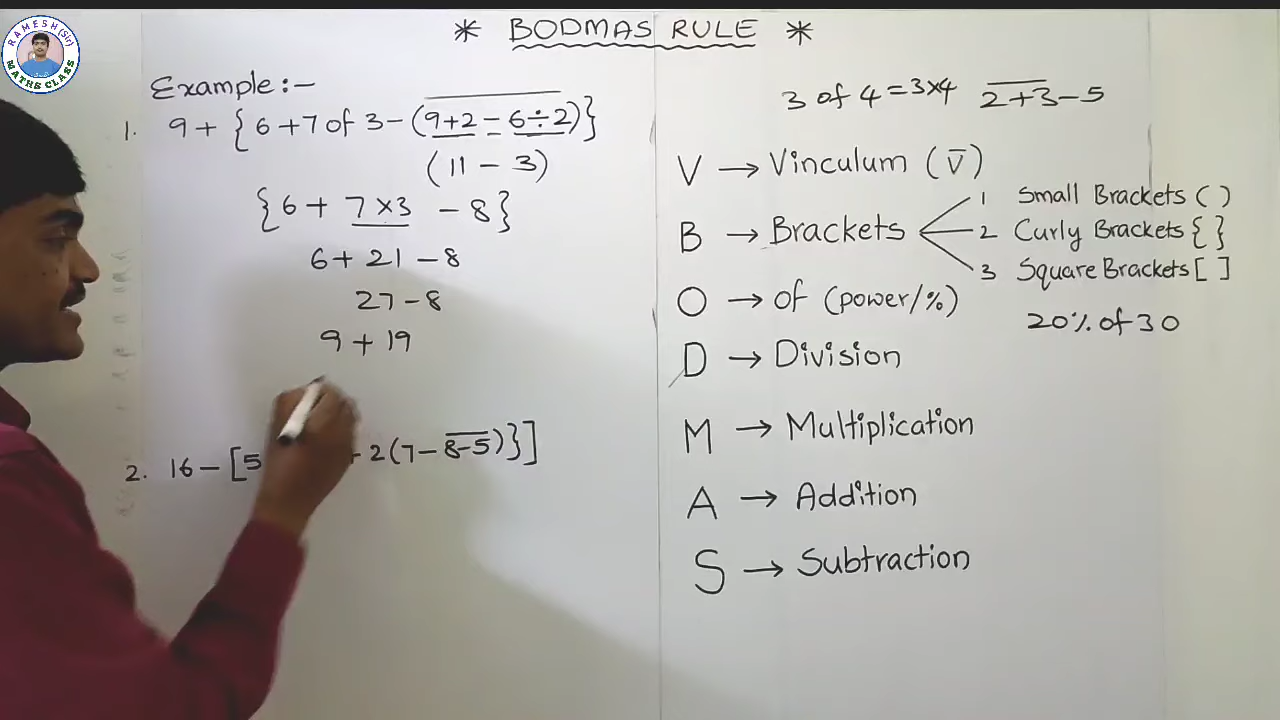 RAMESH (Sir)
MATHS CLASS
* BODMAS RULE *
Example :-
1. 9 + { 6 + 7 of 3 - (9+2 - 6÷2)}
(11 - 3)
{6 + 7×3 - 8}
6 + 21 - 8
27 - 8
9 + 19
2. 16 - [5 2(7 - 8-5)}]
3 of 4 = 3×4 2+3 - 5
V → Vinculum (V̅)
B → Brackets
1 Small Brackets ( )
2 Curly Brackets { }
3 Square Brackets [ ]
O → of (power/%)
20% of 30
D → Division
M → Multiplication
A → Addition
S → Subtraction